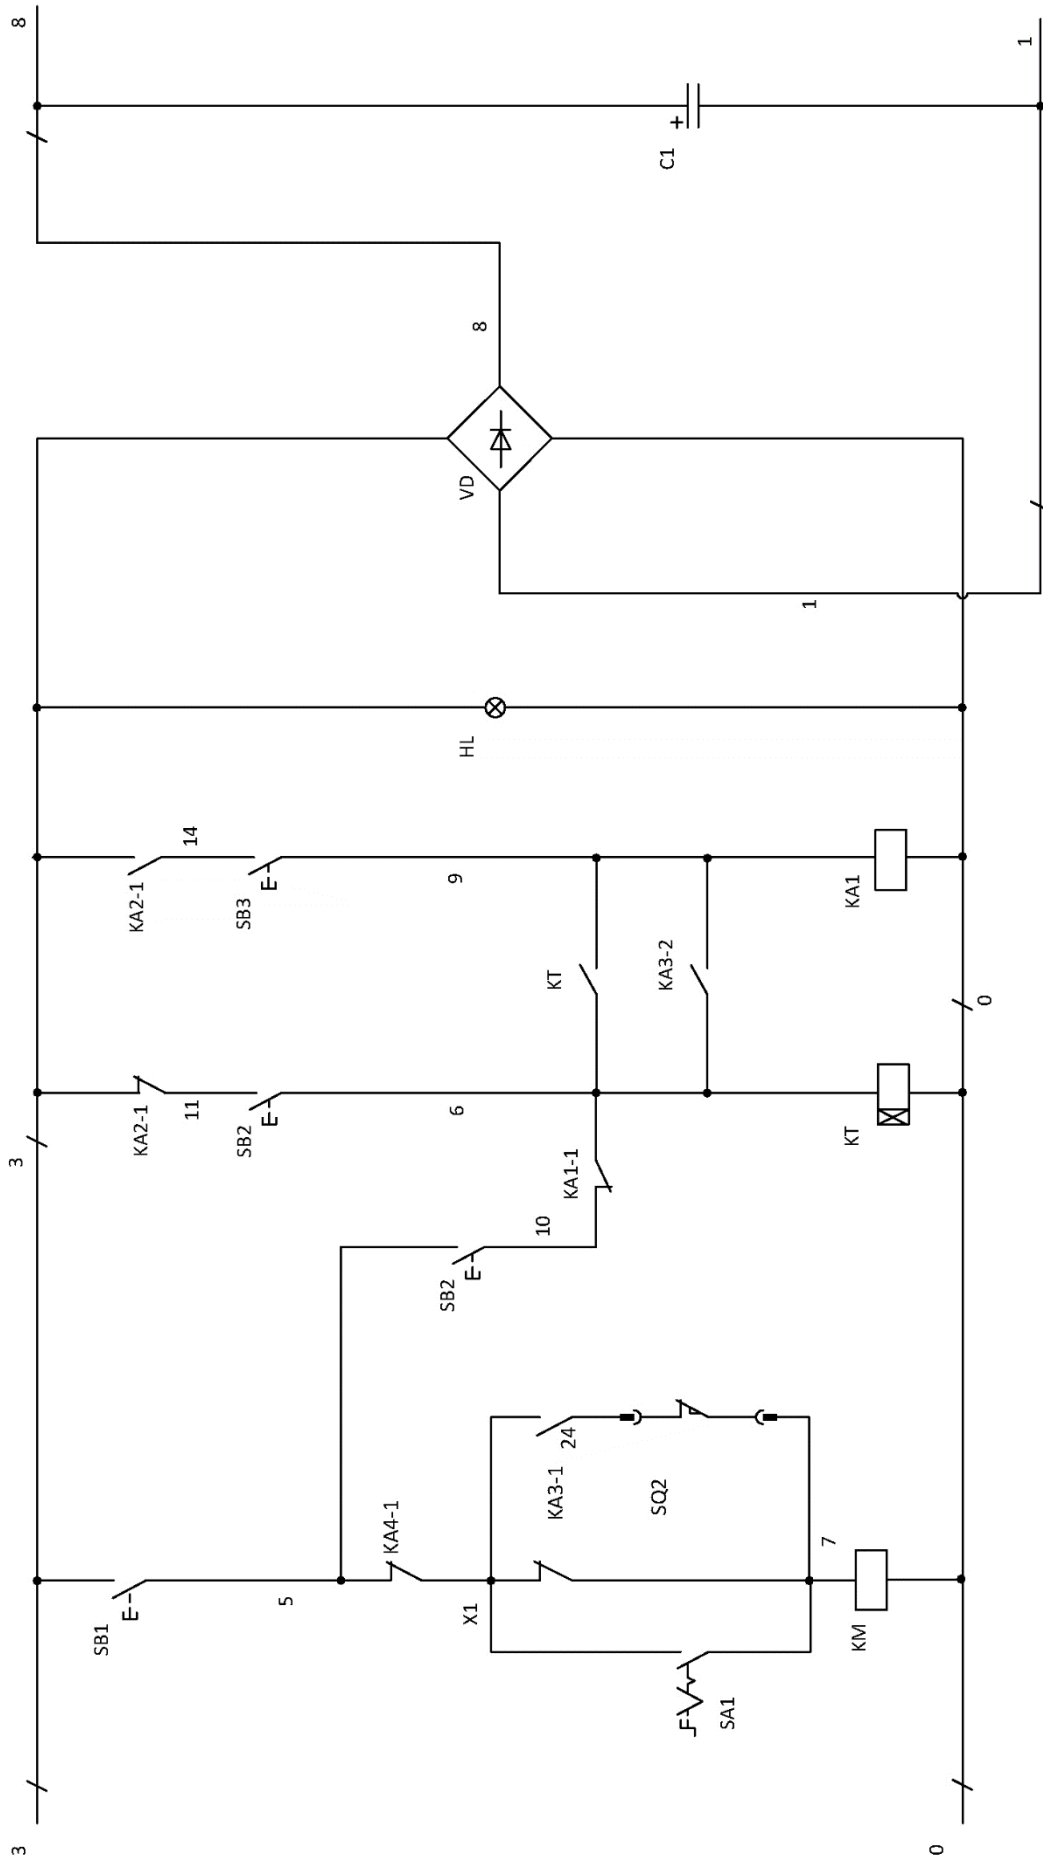 3
3
8
SB1
KA2-1
KA2-1
11
14
SB2
SB3
5
6
9
KA4-1
SB2
10
HL
VD
8
X1
KA3-1
24
KA1-1
KT
KA3-2
C1
+
SA1
SQ2
7
1
KM
KT
KA1
0
0
1